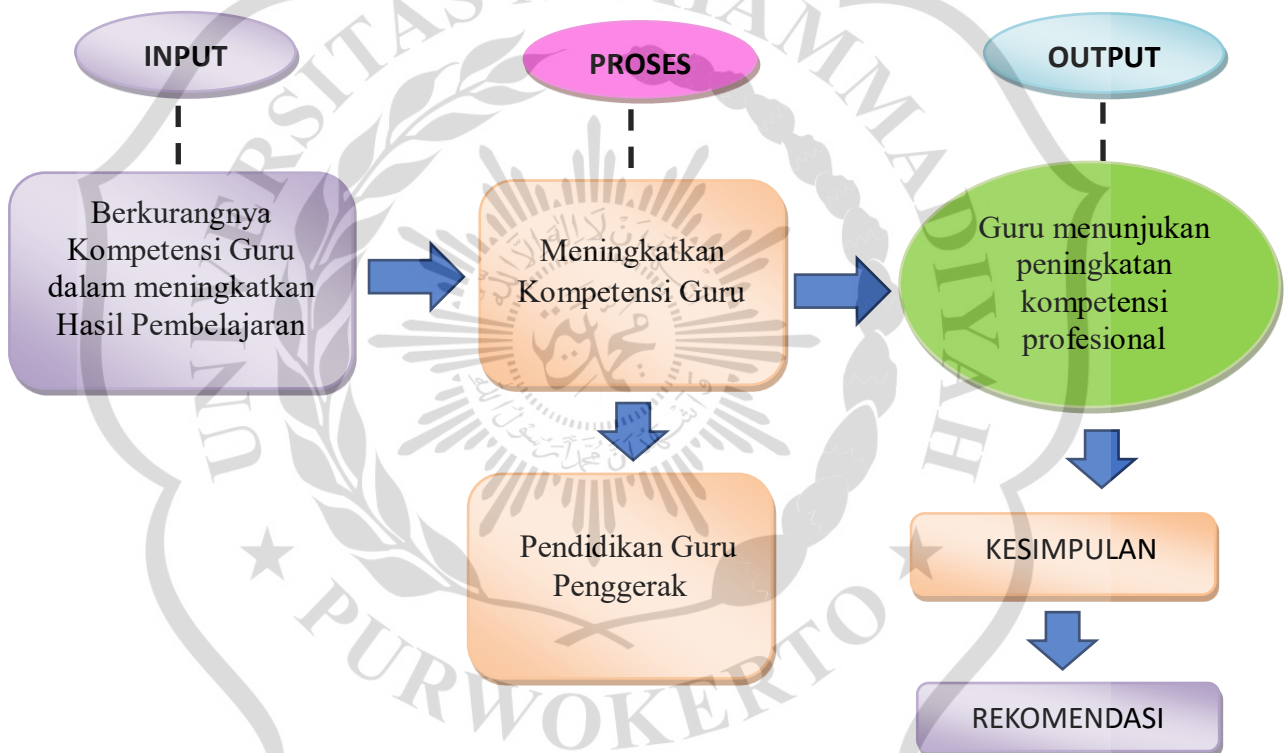 INPUT
PROSES
OUTPUT
Berkurangnya
Kompetensi Guru
dalam meningkatkan
Hasil Pembelajaran
Meningkatkan
Kompetensi Guru
Guru menunjukan
peningkatan
kompetensi
profesional
Pendidikan Guru
Penggerak
KESIMPULAN
REKOMENDASI
PURWOKERTO